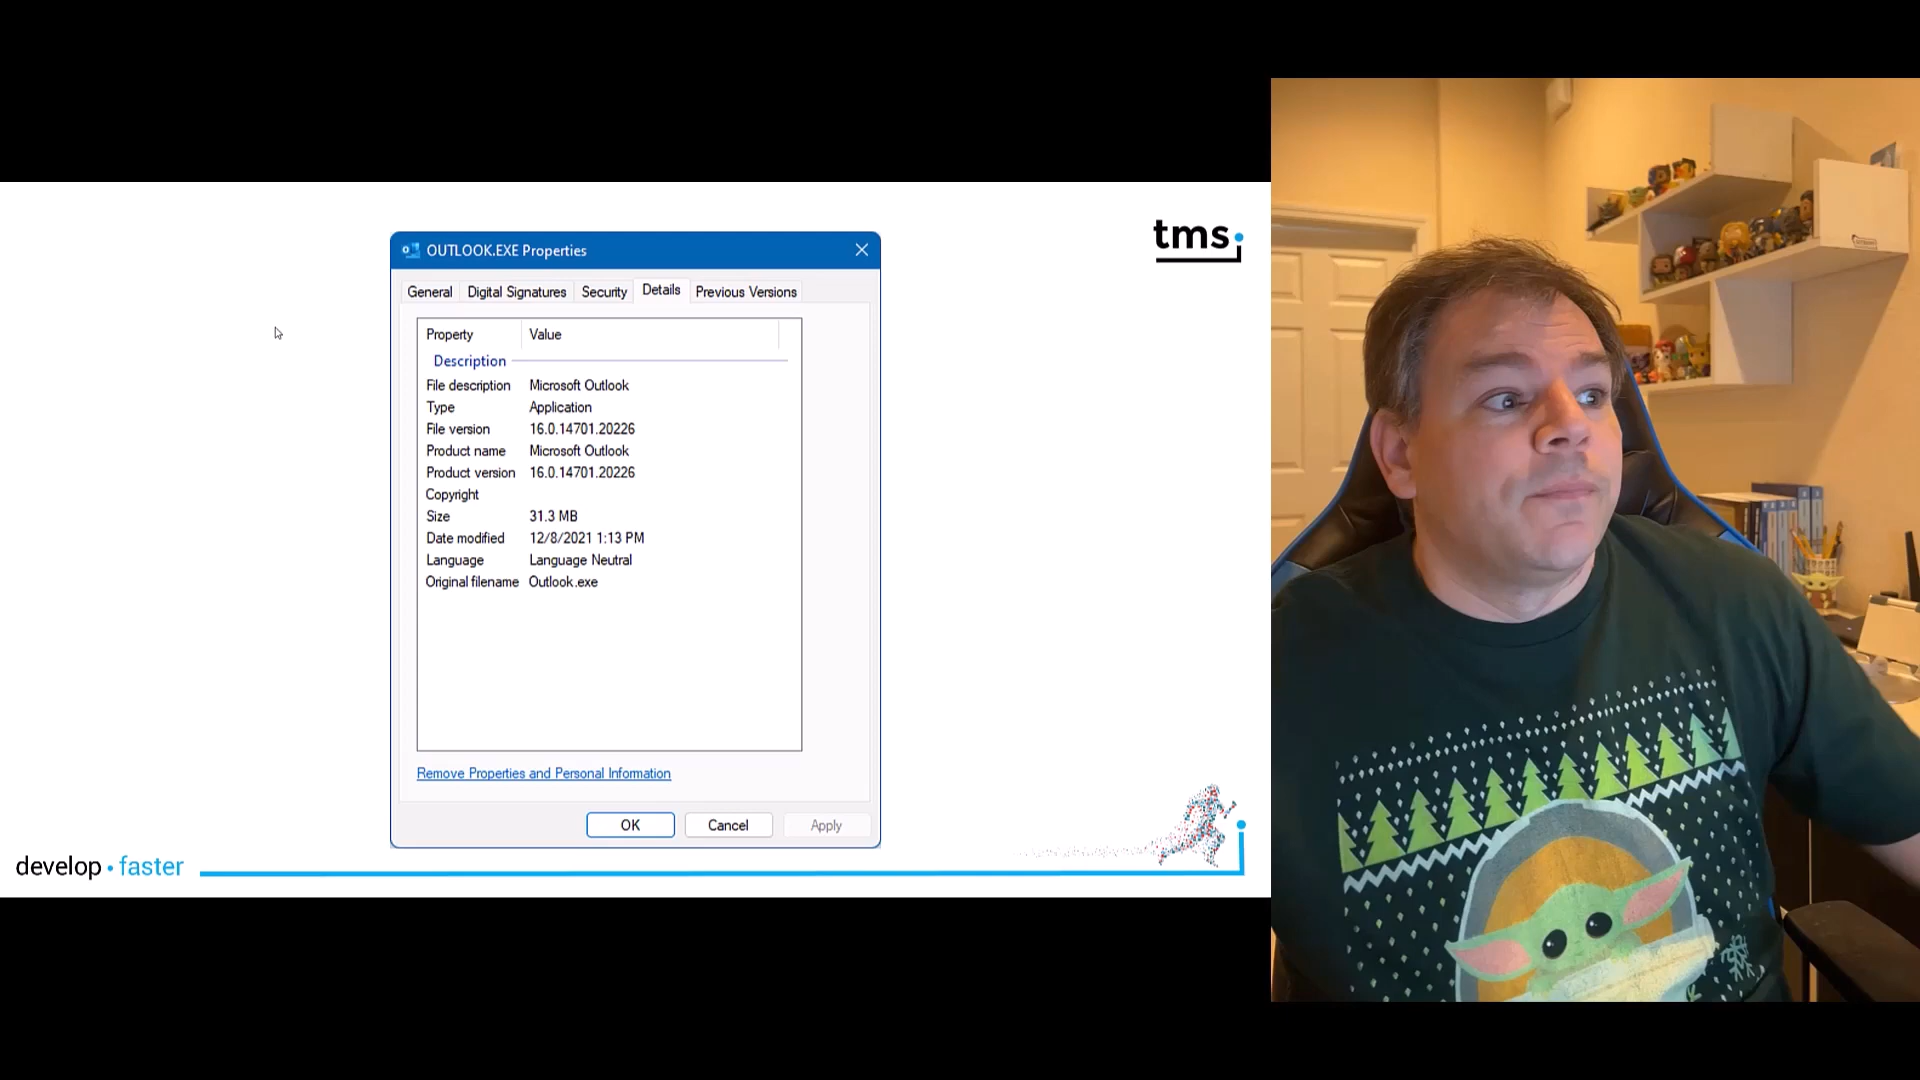 tms
OUTLOOK.EXE Properties
General Digital Signatures Security Details Previous Versions
Property Value
Description
File description Microsoft Outlook
Type Application
File version 16.0.14701.20226
Product name Microsoft Outlook
Product version 16.0.14701.20226
Copyright
Size 31.3 MB
Date modified 12/8/2021 1:13 PM
Language Language Neutral
Original filename Outlook.exe
Remove Properties and Personal Information
OK Cancel Apply
develop · faster